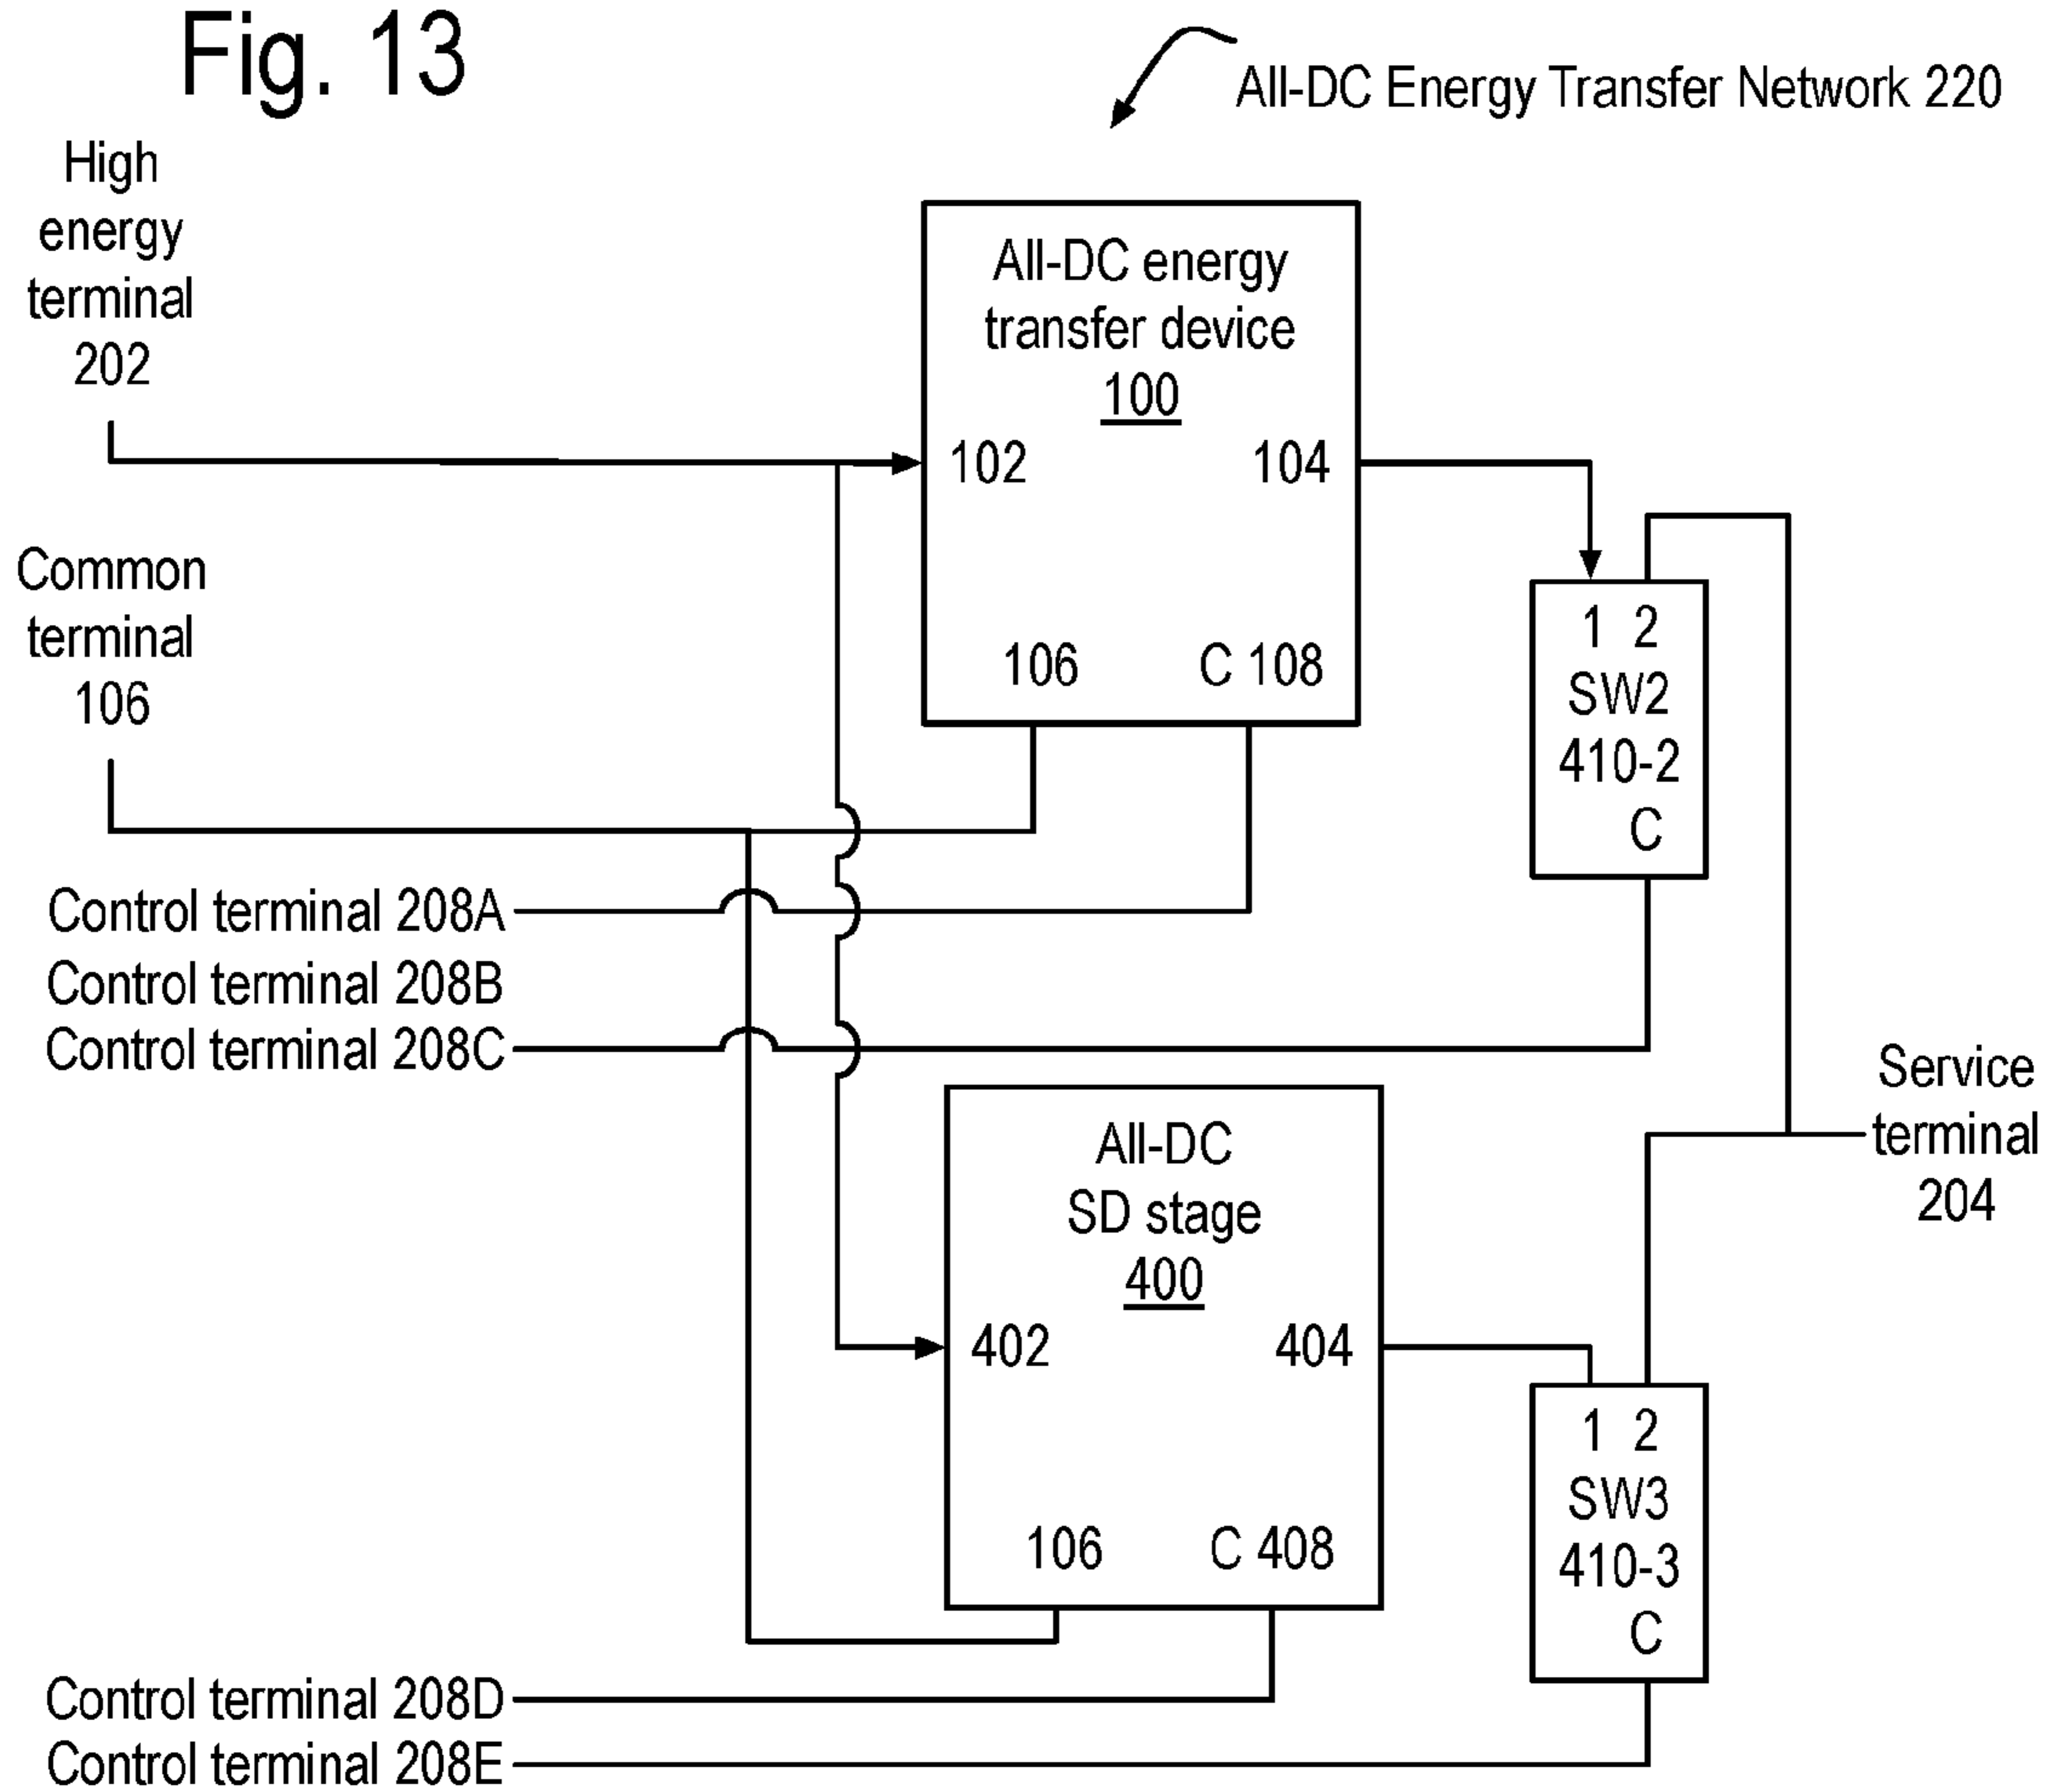 Fig. 13
All-DC Energy Transfer Network 220
High
energy
terminal
202
Common
terminal
106
All-DC energy
transfer device
100
102
104
106
C 108
1 2
SW2
410-2
C
Control terminal 208A
Control terminal 208B
Control terminal 208C
Service
terminal
204
All-DC
SD stage
400
402
404
106
C 408
1 2
SW3
410-3
C
Control terminal 208D
Control terminal 208E